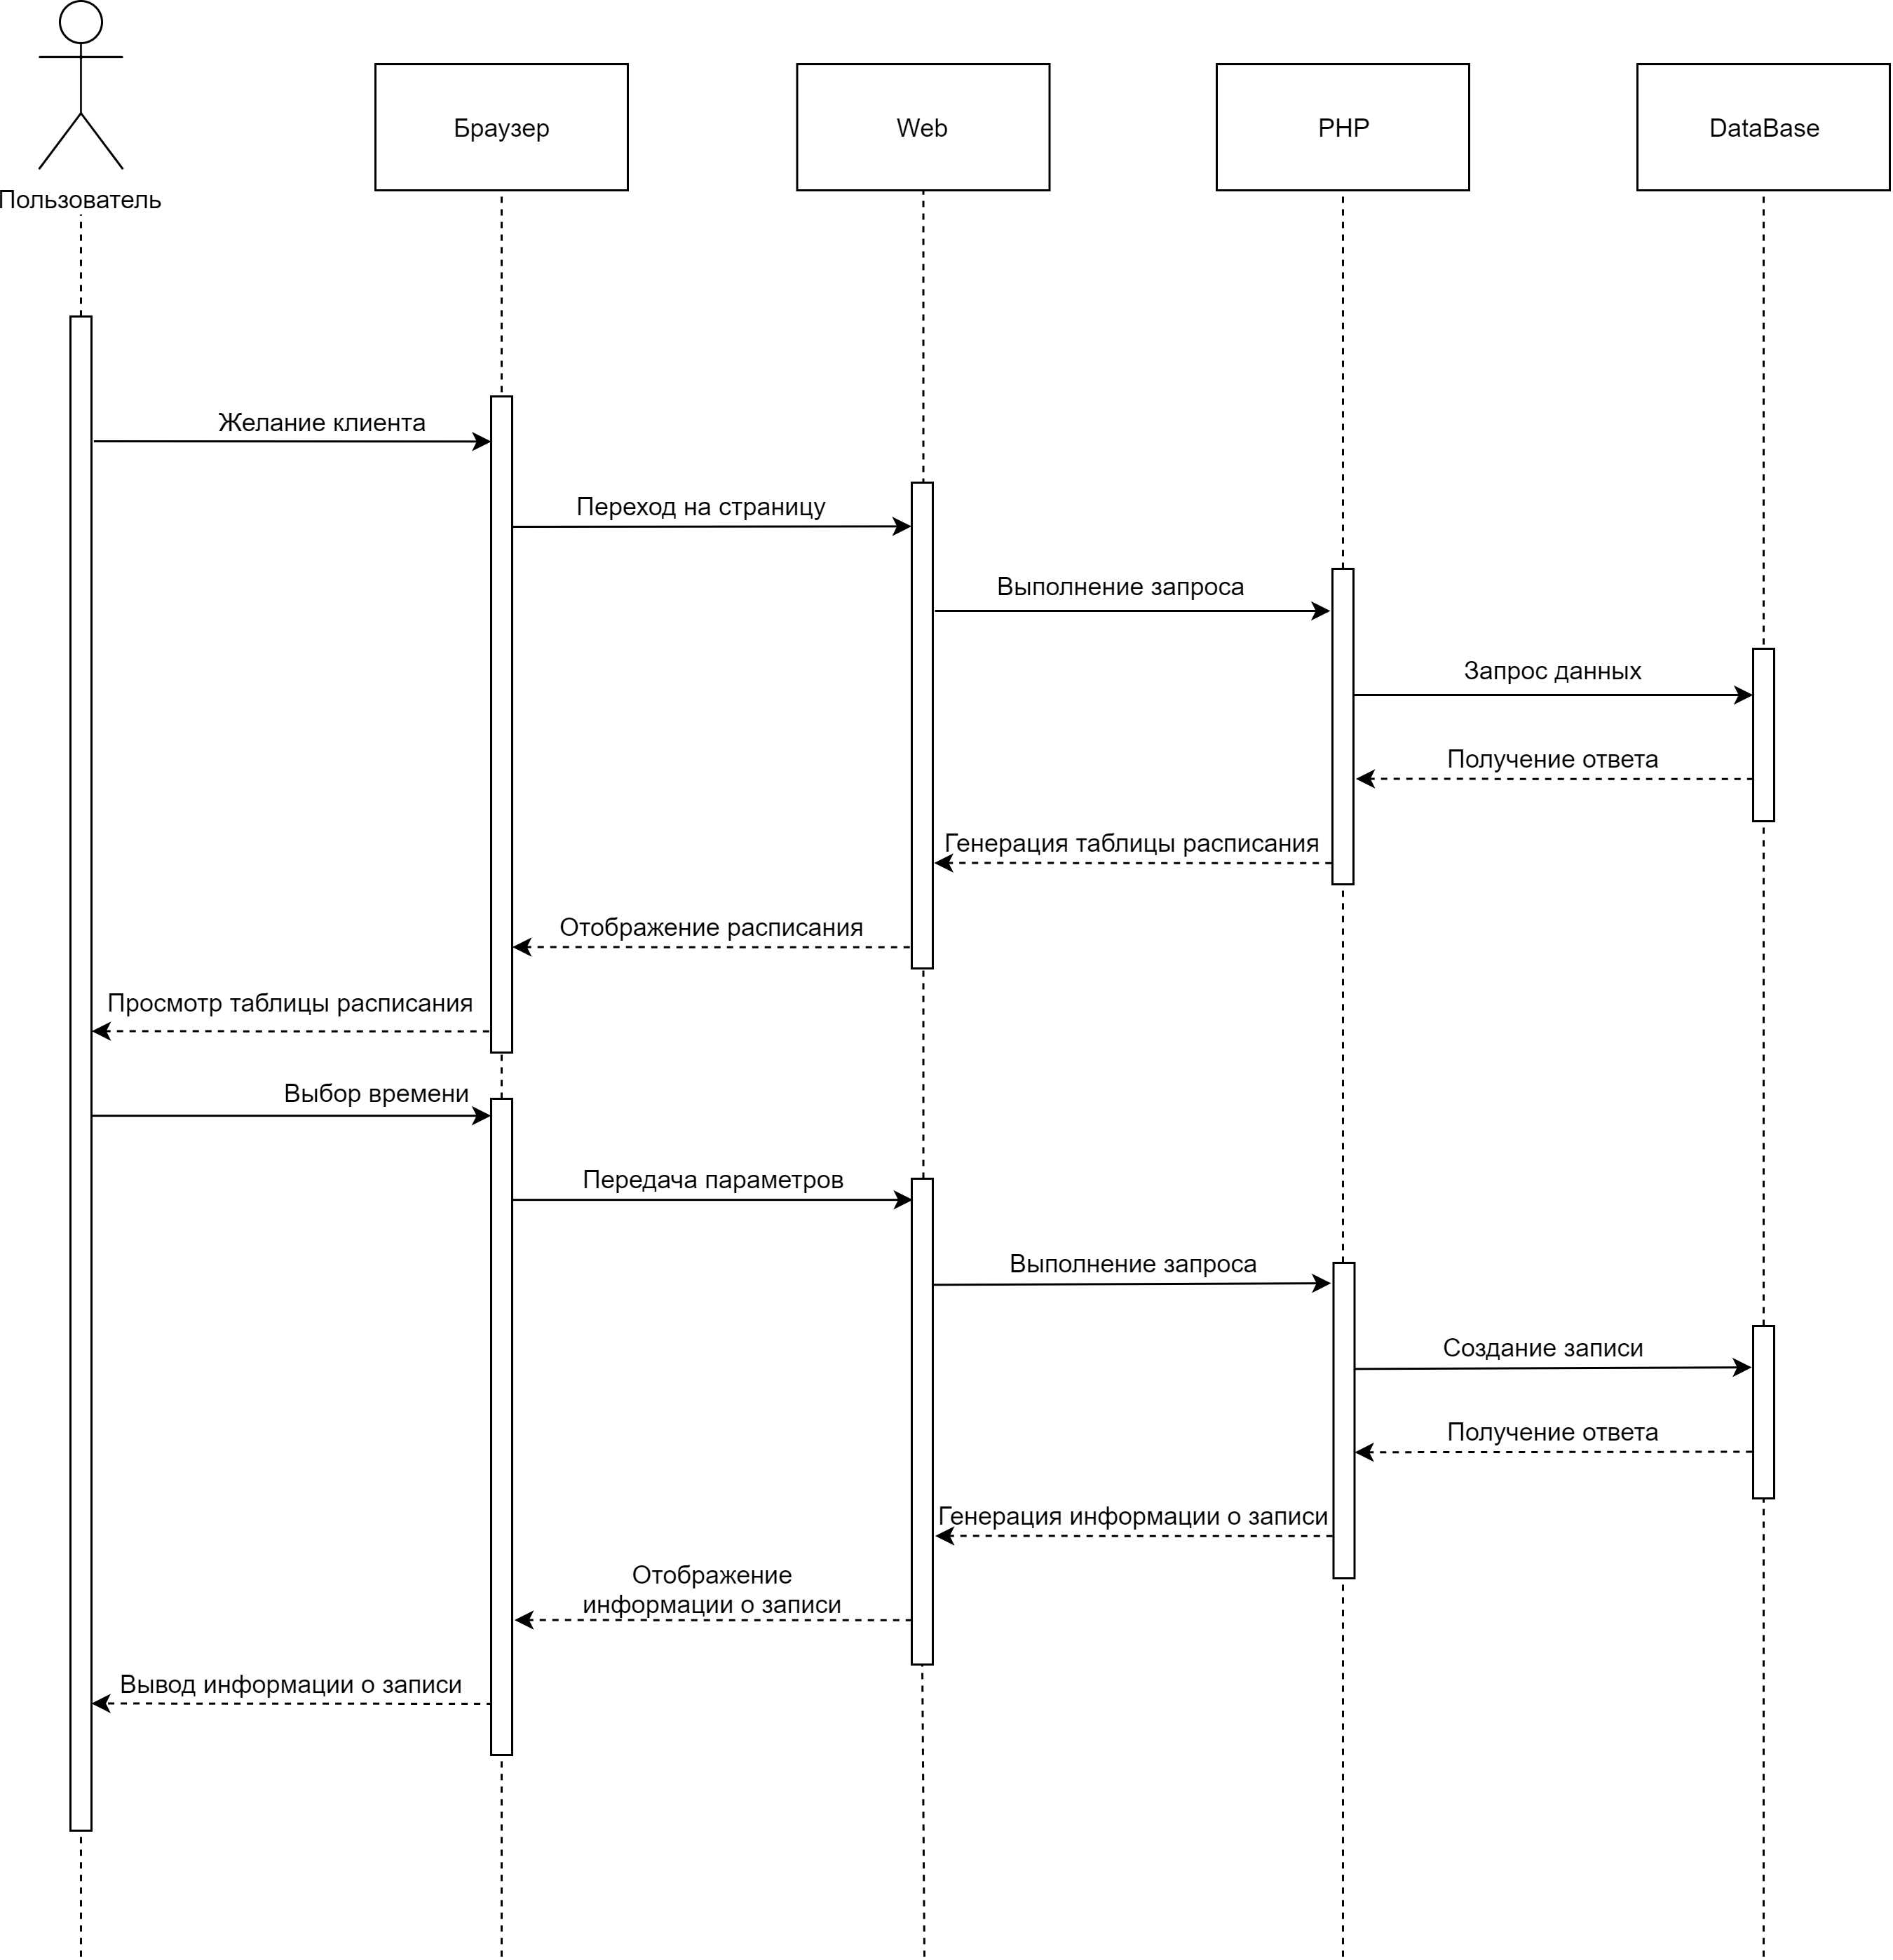 Пользователь
Браузер
Web
PHP
DataBase
Желание клиента
Переход на страницу
Выполнение запроса
Запрос данных
Получение ответа
Генерация таблицы расписания
Отображение расписания
Просмотр таблицы расписания
Выбор времени
Передача параметров
Выполнение запроса
Создание записи
Получение ответа
Генерация информации о записи
Отображение
информации о записи
Вывод информации о записи